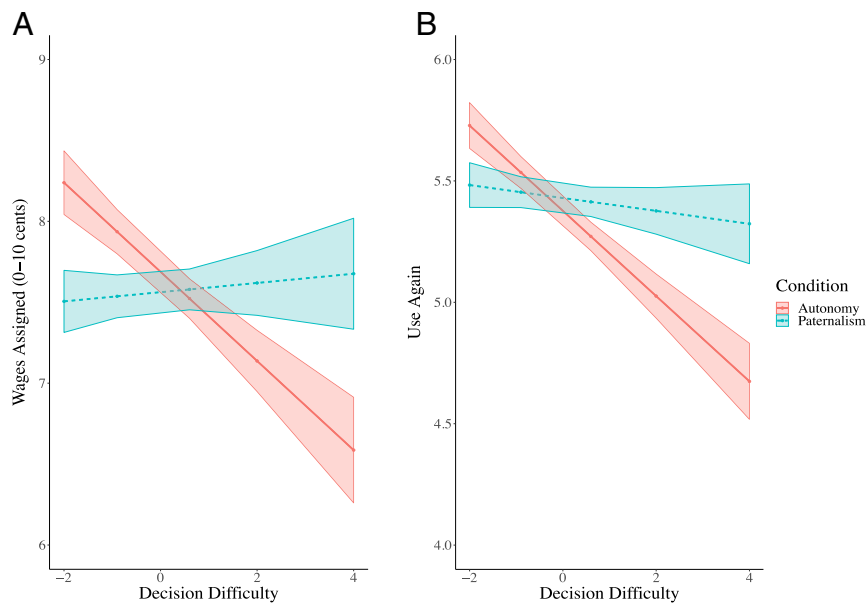 A
9
8
7
6
Wages Assigned (0−10 cents)
−2 0 2 4
Decision Difficulty
B
6.0
5.5
5.0
4.5
4.0
Use Again
−2 0 2 4
Decision Difficulty
Condition
Autonomy
Paternalism